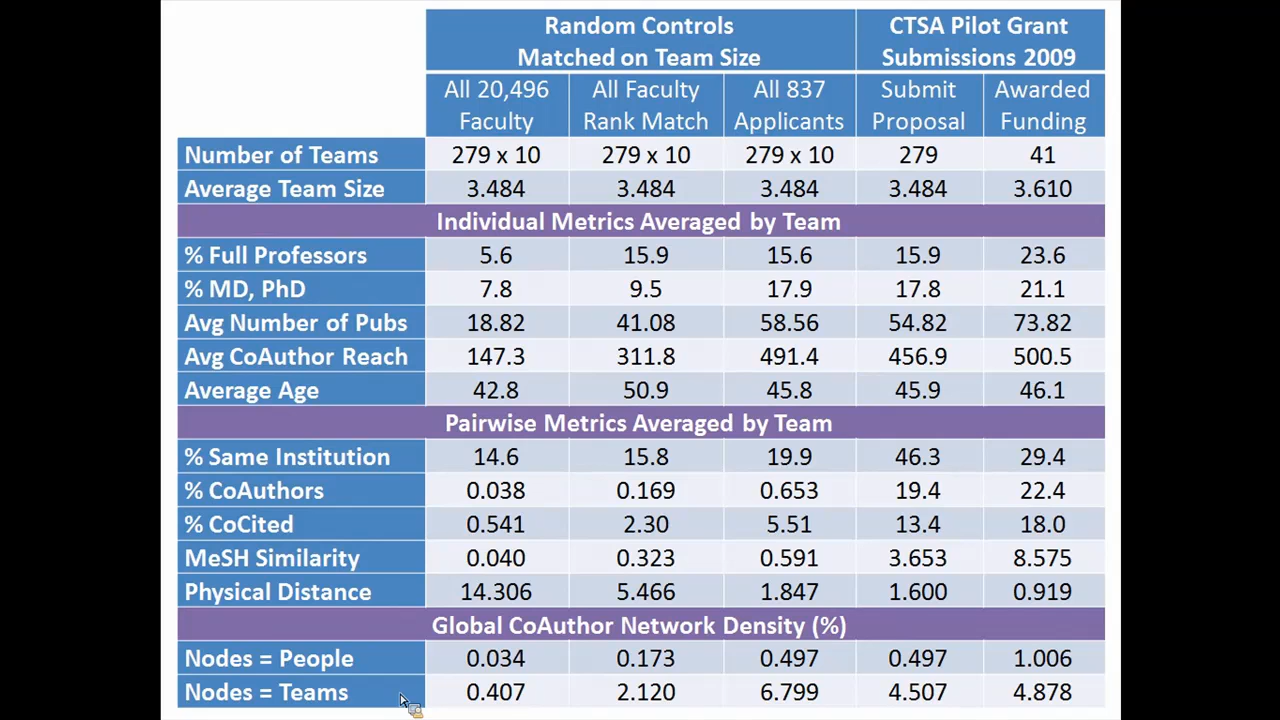 Random Controls
Matched on Team Size
CTSA Pilot Grant
Submissions 2009
All 20,496
Faculty
All Faculty
Rank Match
All 837
Applicants
Submit
Proposal
Awarded
Funding
Number of Teams 279 x 10 279 x 10 279 x 10 279 41
Average Team Size 3.484 3.484 3.484 3.484 3.610
Individual Metrics Averaged by Team
% Full Professors 5.6 15.9 15.6 15.9 23.6
% MD, PhD 7.8 9.5 17.9 17.8 21.1
Avg Number of Pubs 18.82 41.08 58.56 54.82 73.82
Avg CoAuthor Reach 147.3 311.8 491.4 456.9 500.5
Average Age 42.8 50.9 45.8 45.9 46.1
Pairwise Metrics Averaged by Team
% Same Institution 14.6 15.8 19.9 46.3 29.4
% CoAuthors 0.038 0.169 0.653 19.4 22.4
% CoCited 0.541 2.30 5.51 13.4 18.0
MeSH Similarity 0.040 0.323 0.591 3.653 8.575
Physical Distance 14.306 5.466 1.847 1.600 0.919
Global CoAuthor Network Density (%)
Nodes = People 0.034 0.173 0.497 0.497 1.006
Nodes = Teams 0.407 2.120 6.799 4.507 4.878